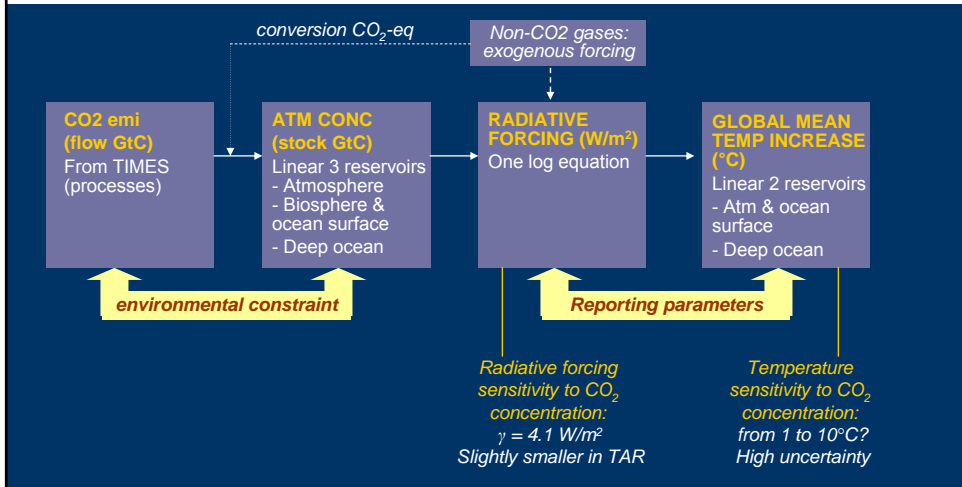 conversion CO2-eq
Non-CO2 gases:
exogenous forcing
CO2 emi
(flow GtC)
From TIMES
(processes)
ATM CONC
(stock GtC)
Linear 3 reservoirs
- Atmosphere
- Biosphere &
ocean surface
- Deep ocean
RADIATIVE
FORCING (W/m²)
One log equation
GLOBAL MEAN
TEMP INCREASE
(°C)
Linear 2 reservoirs
- Atm & ocean
surface
- Deep ocean
environmental constraint
Reporting parameters
Radiative forcing
sensitivity to CO2
concentration:
γ = 4.1 W/m²
Slightly smaller in TAR
Temperature
sensitivity to CO2
concentration:
from 1 to 10°C?
High uncertainty